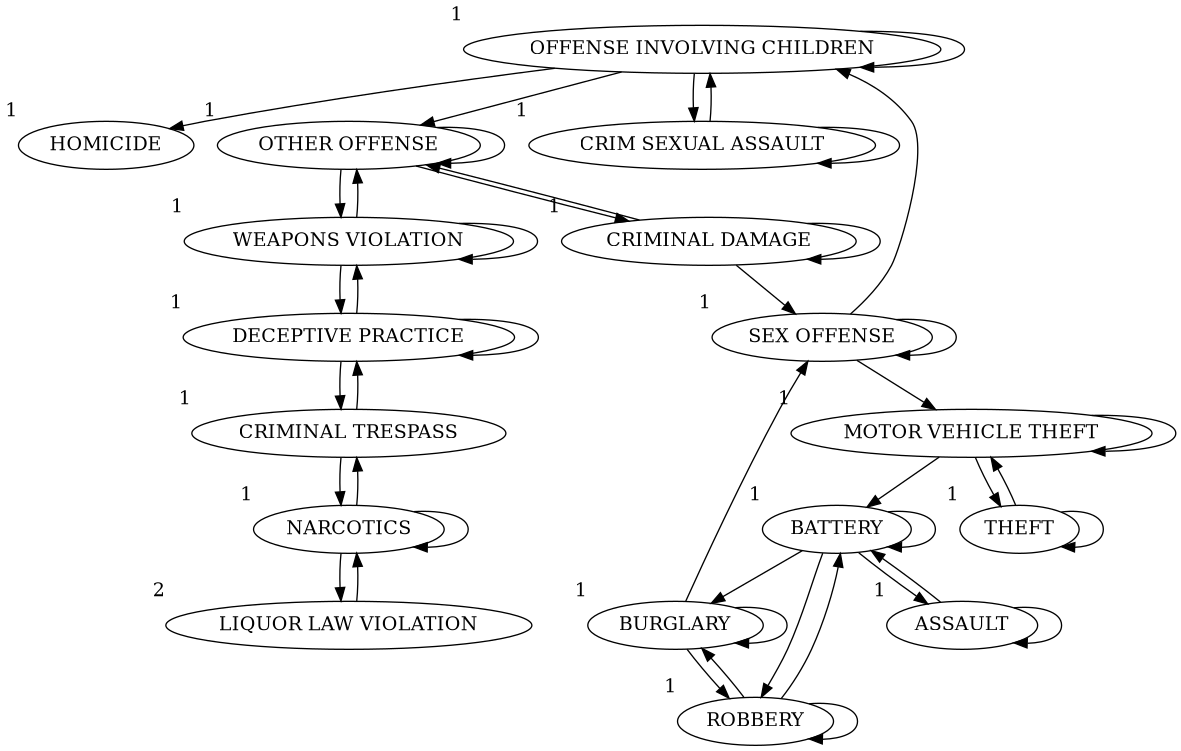 1
OFFENSE INVOLVING CHILDREN
1
HOMICIDE
1
OTHER OFFENSE
1
CRIM SEXUAL ASSAULT
1
WEAPONS VIOLATION
1
CRIMINAL DAMAGE
1
DECEPTIVE PRACTICE
1
SEX OFFENSE
1
CRIMINAL TRESPASS
1
MOTOR VEHICLE THEFT
1
NARCOTICS
1
BATTERY
1
THEFT
2
LIQUOR LAW VIOLATION
1
BURGLARY
1
ASSAULT
1
ROBBERY